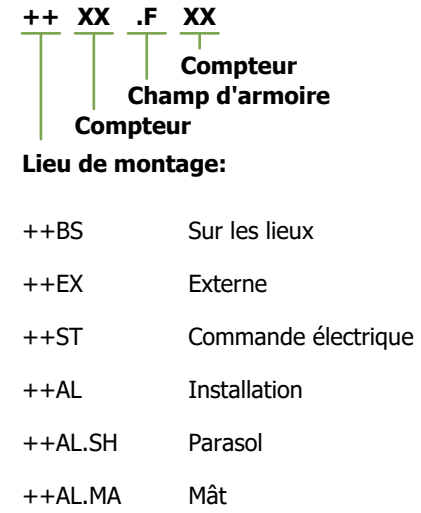 ++ XX .F XX
Compteur
Champ d'armoire
Compteur
Lieu de montage:
++BS Sur les lieux
++EX Externe
++ST Commande électrique
++AL Installation
++AL.SH Parasol
++AL.MA Mât